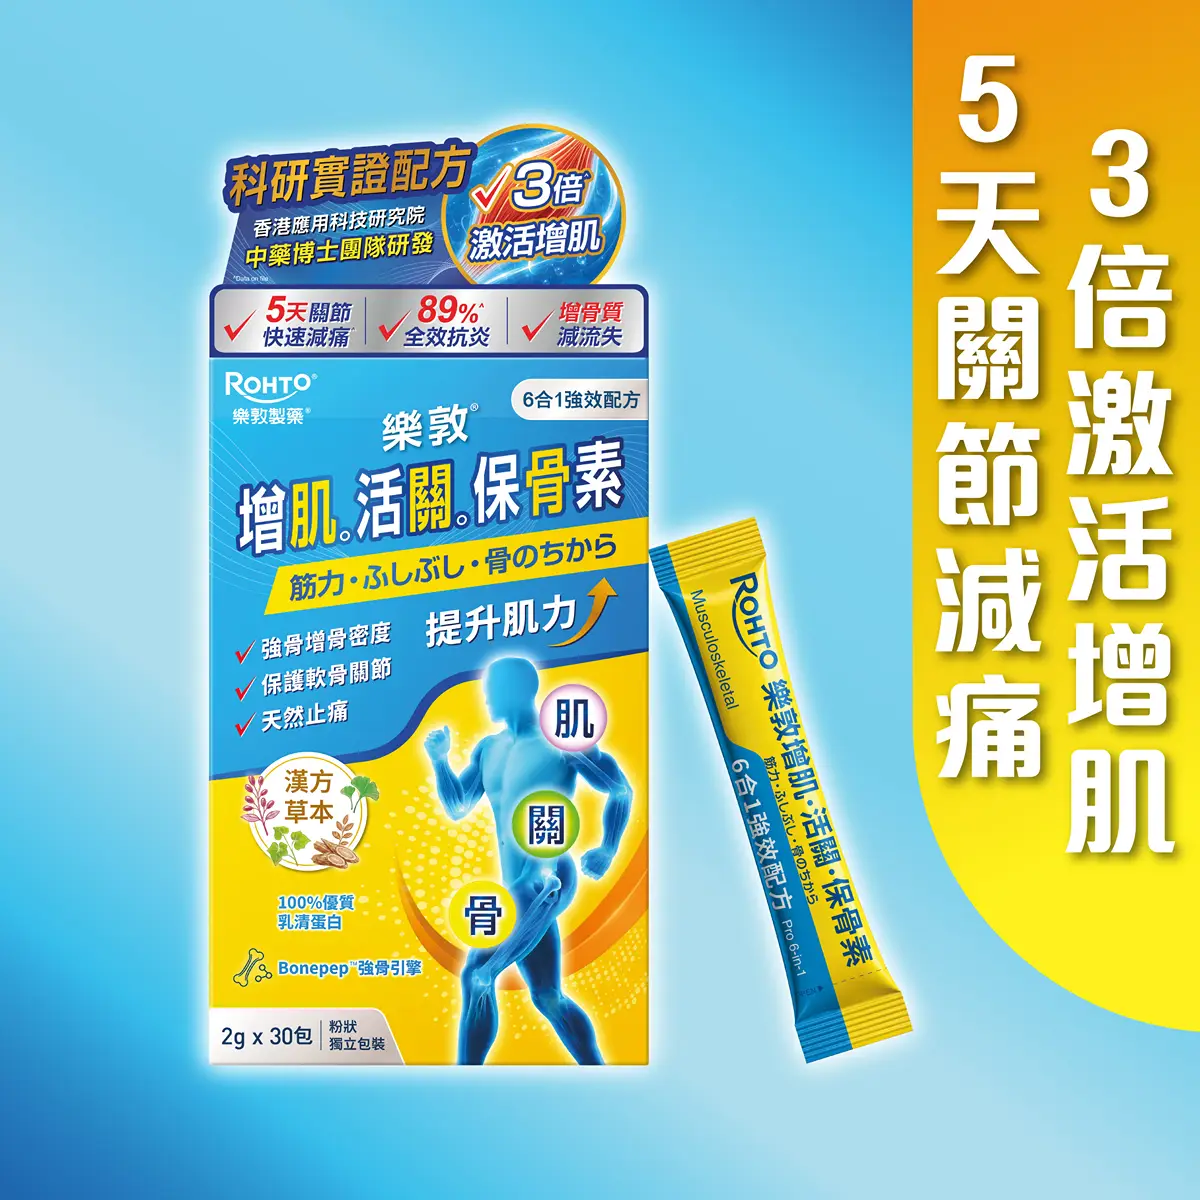 科研實證配方
香港應用科技研究院
中藥博士團隊研發
^Data on file
3倍^
激活增肌
5天關節
快速減痛^
89%^
全效抗炎
增骨質
減流失
ROHTO®
樂敦製藥®
6合1強效配方
樂敦®
增肌。活關。保骨素
筋力・ふしぶし・骨のちから
提升肌力
強骨增骨密度
保護軟骨關節
天然止痛
肌
關
骨
漢方
草本
100%優質
乳清蛋白
Bonepep™強骨引擎
2g x 30包
粉狀
獨立包裝
ROHTO 樂敦增肌・活關・保骨素
Musculoskeletal
筋力・ふしぶし・骨のちから
6合1強效配方 Pro 6-in-1
3倍激活增肌
5天關節減痛